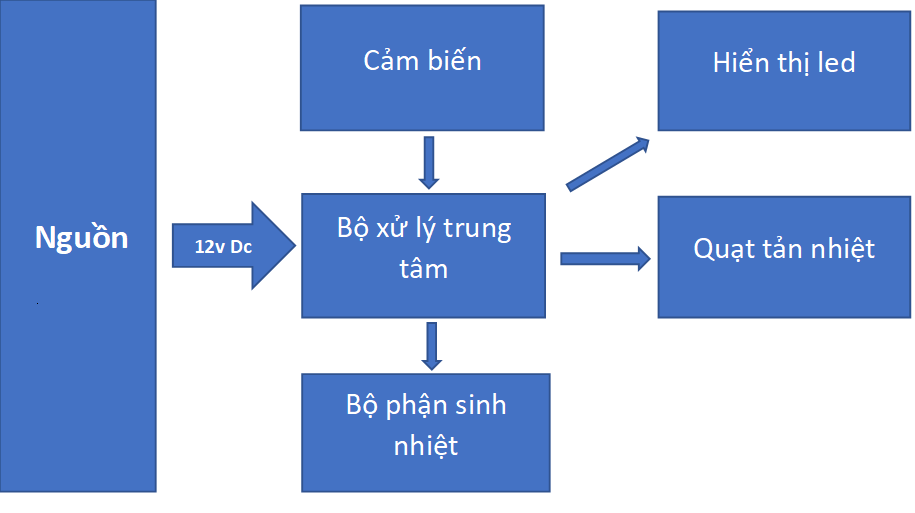 Cảm biến
Hiển thị led
Nguồn
12v Dc
Bộ xử lý trung
tâm
Quạt tản nhiệt
Bộ phận sinh
nhiệt